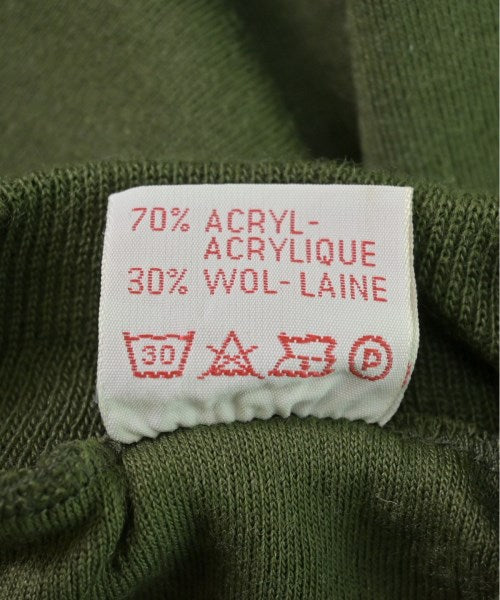 70% ACRYL-
ACRYLIQUE
30% WOL-LAINE
30 P